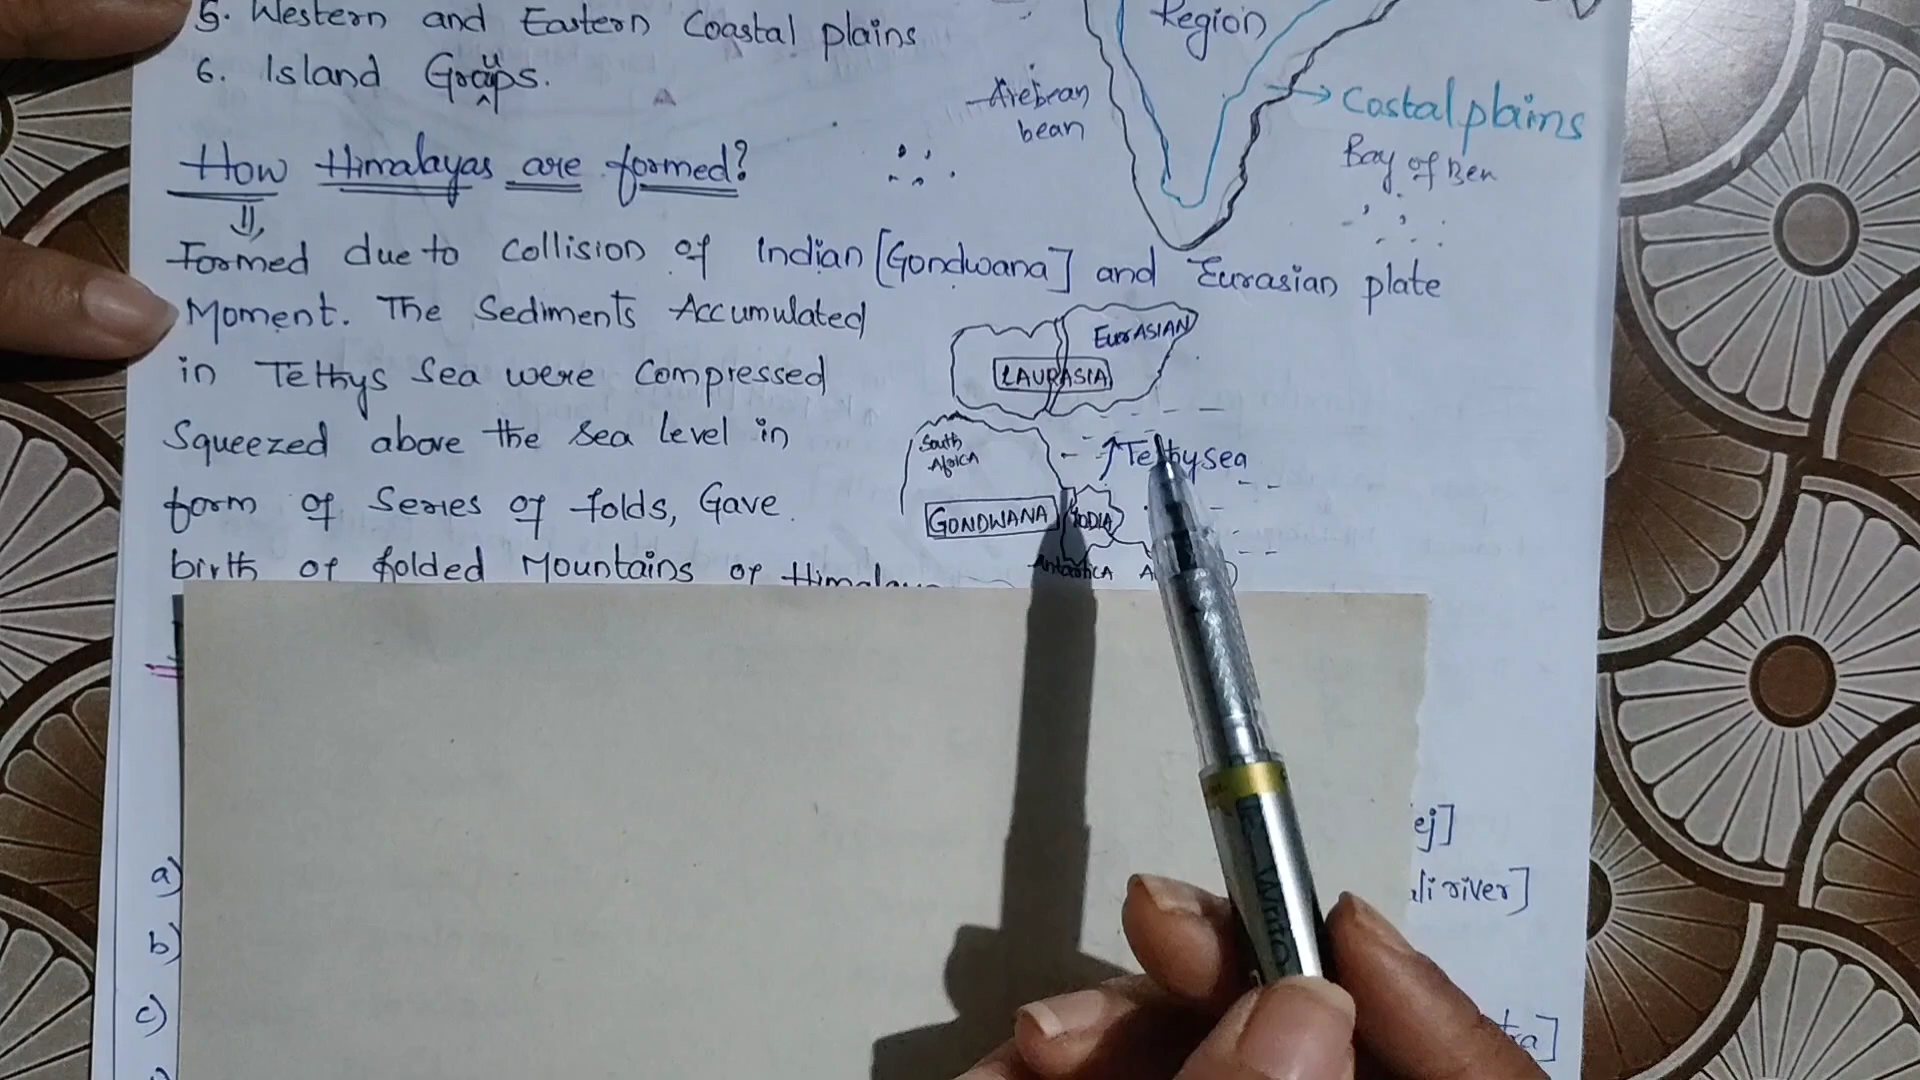 5. Western and Eastern Coastal plains
6. Island Groups.
Region
Arebean
bean
Costal plains
Bay of Ben
How Himalayas are formed?
Formed due to collision of Indian [Gondwana] and Eurasian plate
Moment. The Sediments Accumulated
in Tethys Sea were compressed
Squeezed above the sea level in
form of Series of folds, Gave
birth of folded Mountains of Himalaya
EurASIAN
LAURASIA
South
Africa
Tethysea
GONDWANA
INDIA
Antarctica A
ej]
li river]
a)
b)
c)
tra]